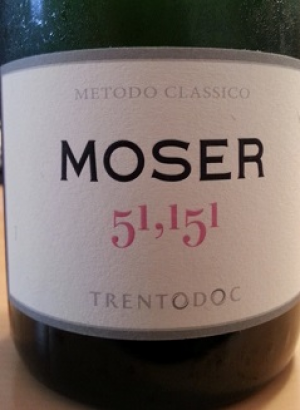 METODO CLASSICO
MOSER
51,151
TRENTODOC